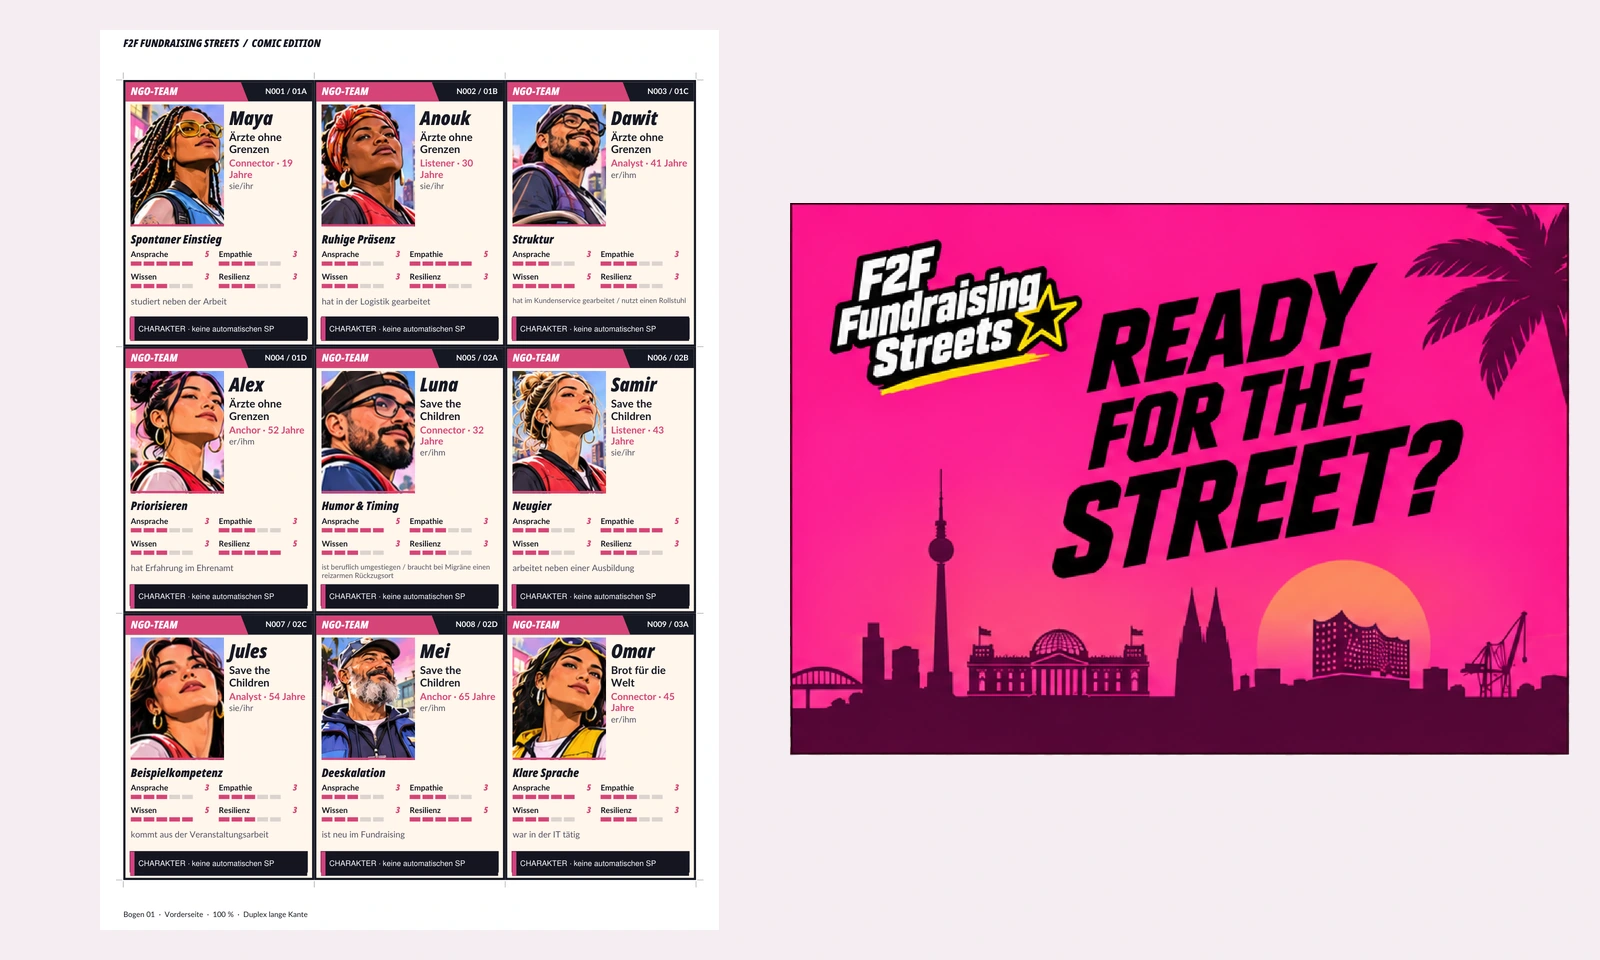 F2F FUNDRAISING STREETS / COMIC EDITION
NGO-TEAM
N001 / 01A
Maya
Ärzte ohne
Grenzen
Connector · 19
Jahre
sie/ihr
Spontaner Einstieg
Ansprache 5 Empathie 3
Wissen 3 Resilienz 3
studiert neben der Arbeit
CHARAKTER · keine automatischen SP
NGO-TEAM
N002 / 01B
Anouk
Ärzte ohne
Grenzen
Listener · 30
Jahre
sie/ihr
Ruhige Präsenz
Ansprache 3 Empathie 5
Wissen 3 Resilienz 3
hat in der Logistik gearbeitet
CHARAKTER · keine automatischen SP
NGO-TEAM
N003 / 01C
Dawit
Ärzte ohne
Grenzen
Analyst · 41 Jahre
er/ihm
Struktur
Ansprache 3 Empathie 3
Wissen 5 Resilienz 3
hat im Kundenservice gearbeitet / nutzt einen Rollstuhl
CHARAKTER · keine automatischen SP
NGO-TEAM
N004 / 01D
Alex
Ärzte ohne
Grenzen
Anchor · 52 Jahre
er/ihm
Priorisieren
Ansprache 3 Empathie 3
Wissen 3 Resilienz 5
hat Erfahrung im Ehrenamt
CHARAKTER · keine automatischen SP
NGO-TEAM
N005 / 02A
Luna
Save the
Children
Connector · 32
Jahre
er/ihm
Humor & Timing
Ansprache 5 Empathie 3
Wissen 3 Resilienz 3
ist beruflich umgestiegen / braucht bei Migräne einen
reizarmen Rückzugsort
CHARAKTER · keine automatischen SP
NGO-TEAM
N006 / 02B
Samir
Save the
Children
Listener · 43
Jahre
sie/ihr
Neugier
Ansprache 3 Empathie 5
Wissen 3 Resilienz 3
arbeitet neben einer Ausbildung
CHARAKTER · keine automatischen SP
NGO-TEAM
N007 / 02C
Jules
Save the
Children
Analyst · 54 Jahre
sie/ihr
Beispielkompetenz
Ansprache 3 Empathie 3
Wissen 5 Resilienz 3
kommt aus der Veranstaltungsarbeit
CHARAKTER · keine automatischen SP
NGO-TEAM
N008 / 02D
Mei
Save the
Children
Anchor · 65 Jahre
er/ihm
Deeskalation
Ansprache 3 Empathie 3
Wissen 3 Resilienz 5
ist neu im Fundraising
CHARAKTER · keine automatischen SP
NGO-TEAM
N009 / 03A
Omar
Brot für die
Welt
Connector · 45
Jahre
er/ihm
Klare Sprache
Ansprache 5 Empathie 3
Wissen 3 Resilienz 3
war in der IT tätig
CHARAKTER · keine automatischen SP
Bogen 01 · Vorderseite · 100 % · Duplex lange Kante
F2F
Fundraising
Streets
READY
FOR THE
STREET?